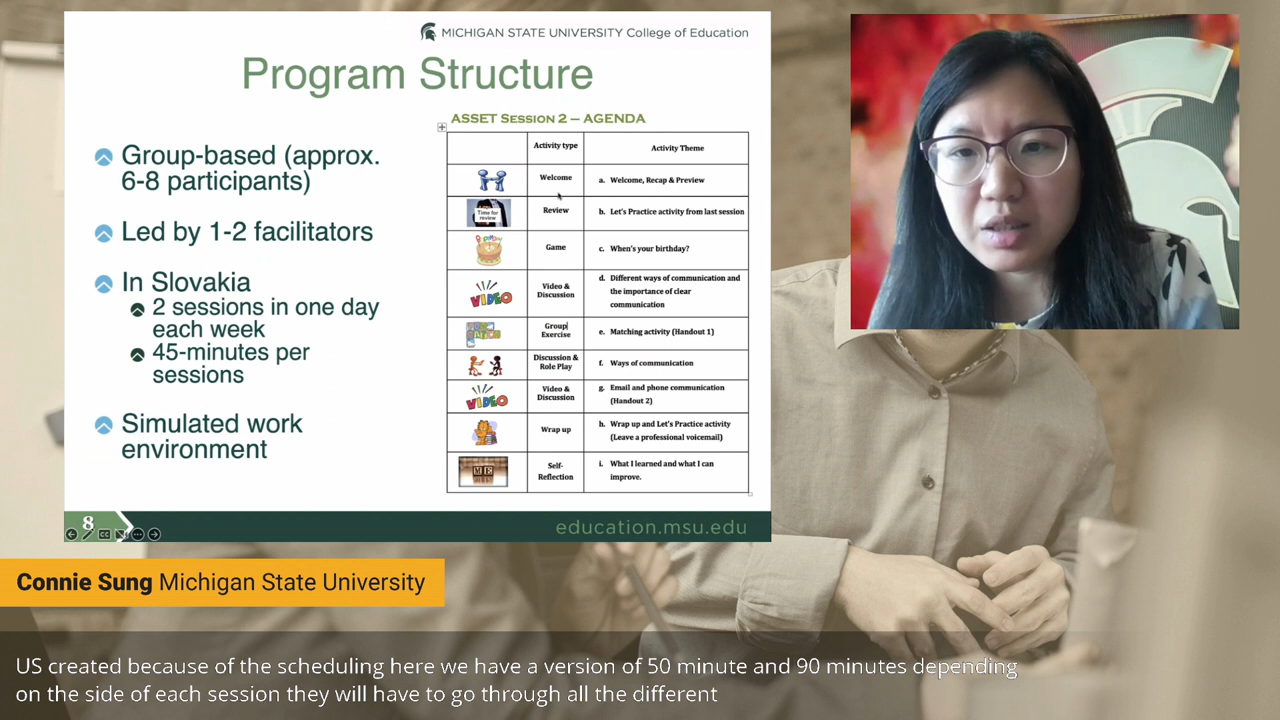 MICHIGAN STATE UNIVERSITY College of Education
Program Structure
Group-based (approx.
6-8 participants)
Led by 1-2 facilitators
In Slovakia
2 sessions in one day
each week
45-minutes per
sessions
Simulated work
environment
ASSET SESSION 2 – AGENDA
Activity type
Activity Theme
Welcome
a. Welcome, Recap & Preview
Time for
review
Review
b. Let's Practice activity from last session
Game
c. When's your birthday?
VIDEO
Video &
Discussion
d. Different ways of communication and
the importance of clear
communication
Group
Exercise
e. Matching activity (Handout 1)
Discussion &
Role Play
f. Ways of communication
VIDEO
Video &
Discussion
g. Email and phone communication
(Handout 2)
Wrap up
h. Wrap up and Let's Practice activity
(Leave a professional voicemail)
Self-
Reflection
i. What I learned and what I can
improve.
8
CC
education.msu.edu
Connie Sung Michigan State University
US created because of the scheduling here we have a version of 50 minute and 90 minutes depending
on the side of each session they will have to go through all the different